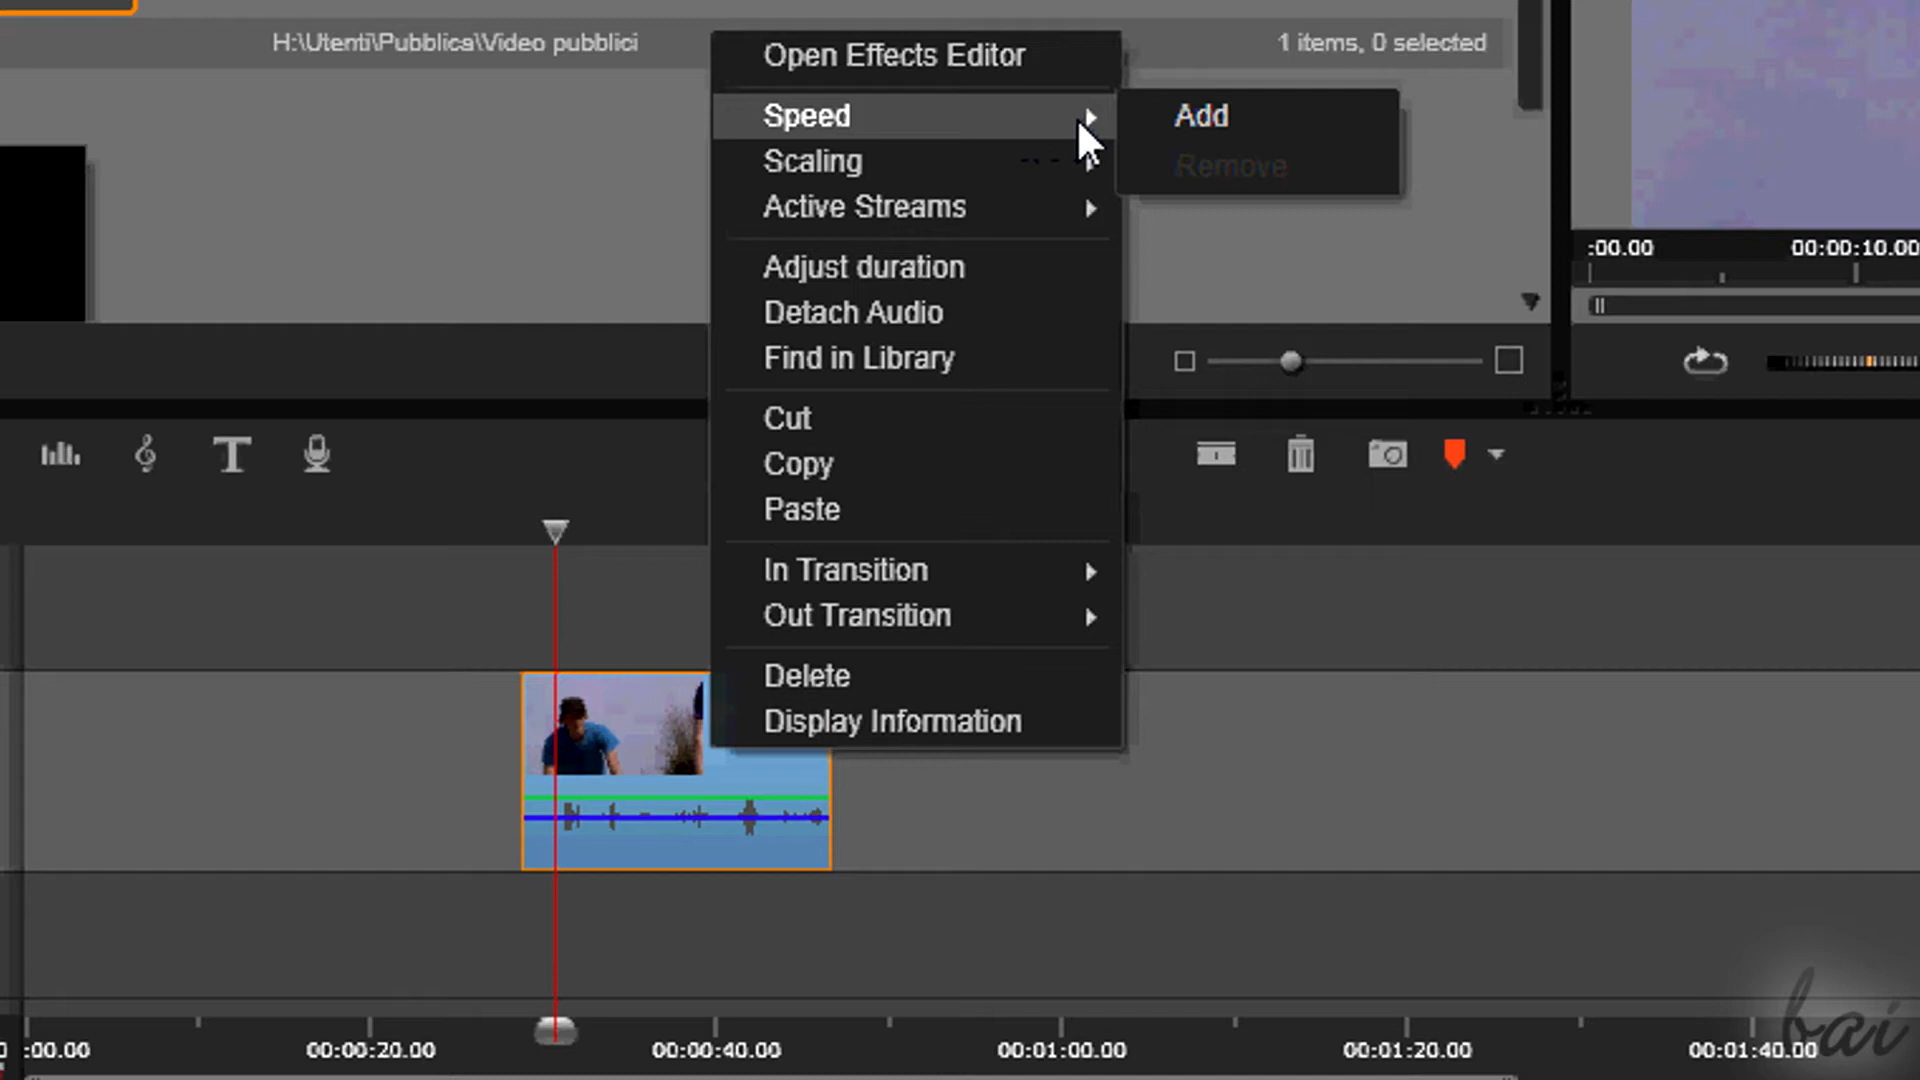 H:\Utenti\Pubblica\Video pubblici
1 items, 0 selected
Open Effects Editor
Speed
Add
Scaling
Remove
Active Streams
:00.00
00:00:10.00
Adjust duration
Detach Audio
Find in Library
Cut
Copy
Paste
In Transition
Out Transition
Delete
Display Information
:00.00
00:00:20.00
00:00:40.00
00:01:00.00
00:01:20.00
00:01:40.00
bai